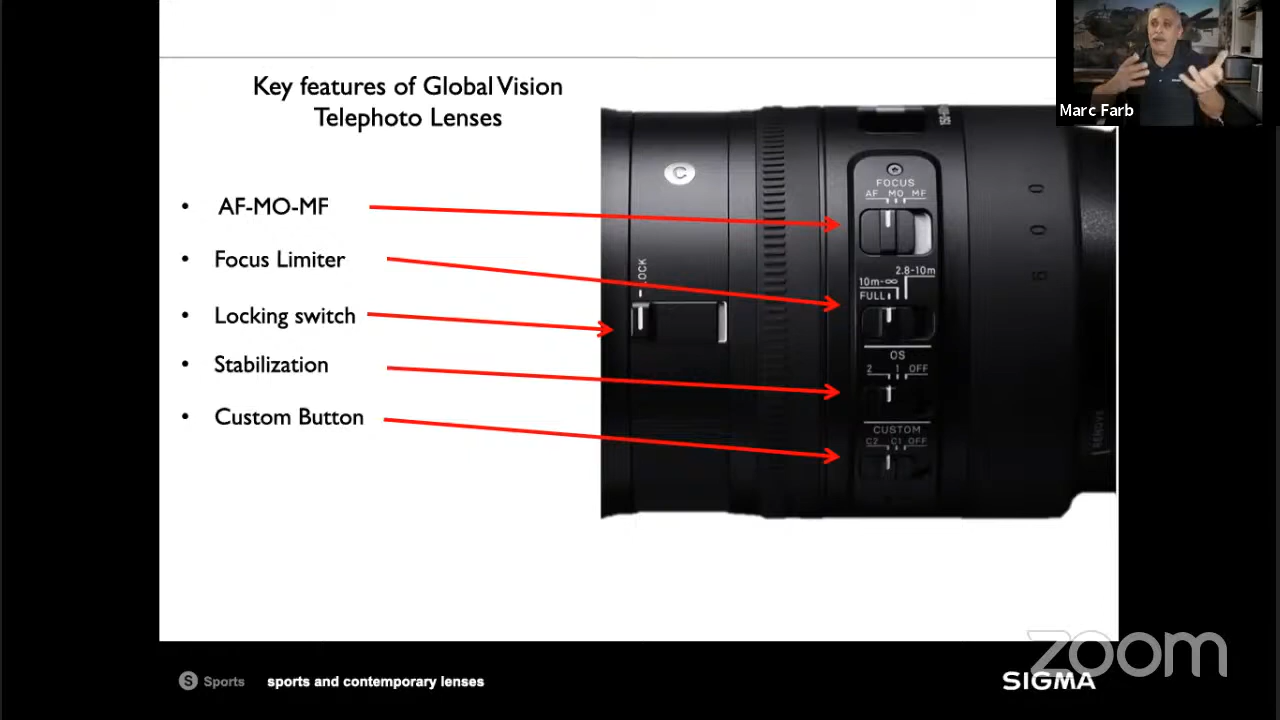 Key features of Global Vision
Telephoto Lenses
• AF-MO-MF
• Focus Limiter
• Locking switch
• Stabilization
• Custom Button
C
LOCK
FOCUS
AF MO MF
2.8-10m
10m-∞
FULL
OS
2 1 OFF
CUSTOM
C2 C1 OFF
Marc Farb
S Sports
sports and contemporary lenses
SIGMA
zoom